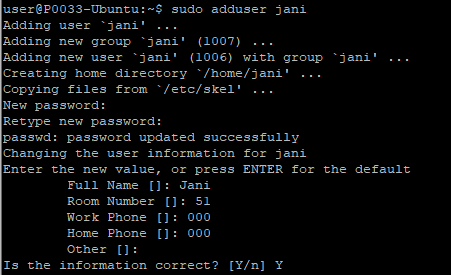 user@P0033-Ubuntu:~$ sudo adduser jani
Adding user `jani' ...
Adding new group `jani' (1007) ...
Adding new user `jani' (1006) with group `jani' ...
Creating home directory `/home/jani' ...
Copying files from `/etc/skel' ...
New password:
Retype new password:
passwd: password updated successfully
Changing the user information for jani
Enter the new value, or press ENTER for the default
        Full Name []: Jani
        Room Number []: 51
        Work Phone []: 000
        Home Phone []: 000
        Other []:
Is the information correct? [Y/n] Y